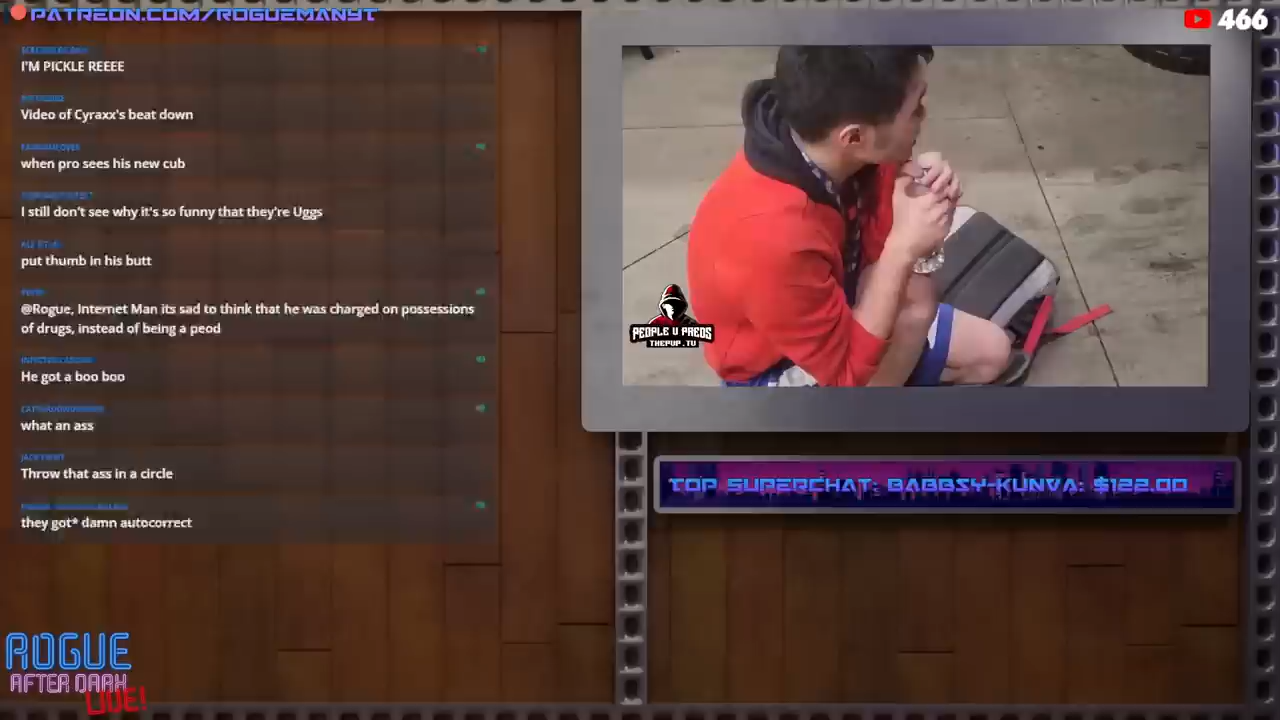 PATREON.COM/ROGUEMANYT
466
I'M PICKLE REEEE
Video of Cyraxx's beat down
when pro sees his new cub
I still don't see why it's so funny that they're Uggs
put thumb in his butt
@Rogue, Internet Man its sad to think that he was charged on possessions
of drugs, instead of being a peod
He got a boo boo
what an ass
Throw that ass in a circle
they got* damn autocorrect
PEOPLE V PREDS
THEPVP.TV
TOP SUPERCHAT: BABBSY-KUNVA: $122.00
ROGUE
AFTER DARK
LIVE!